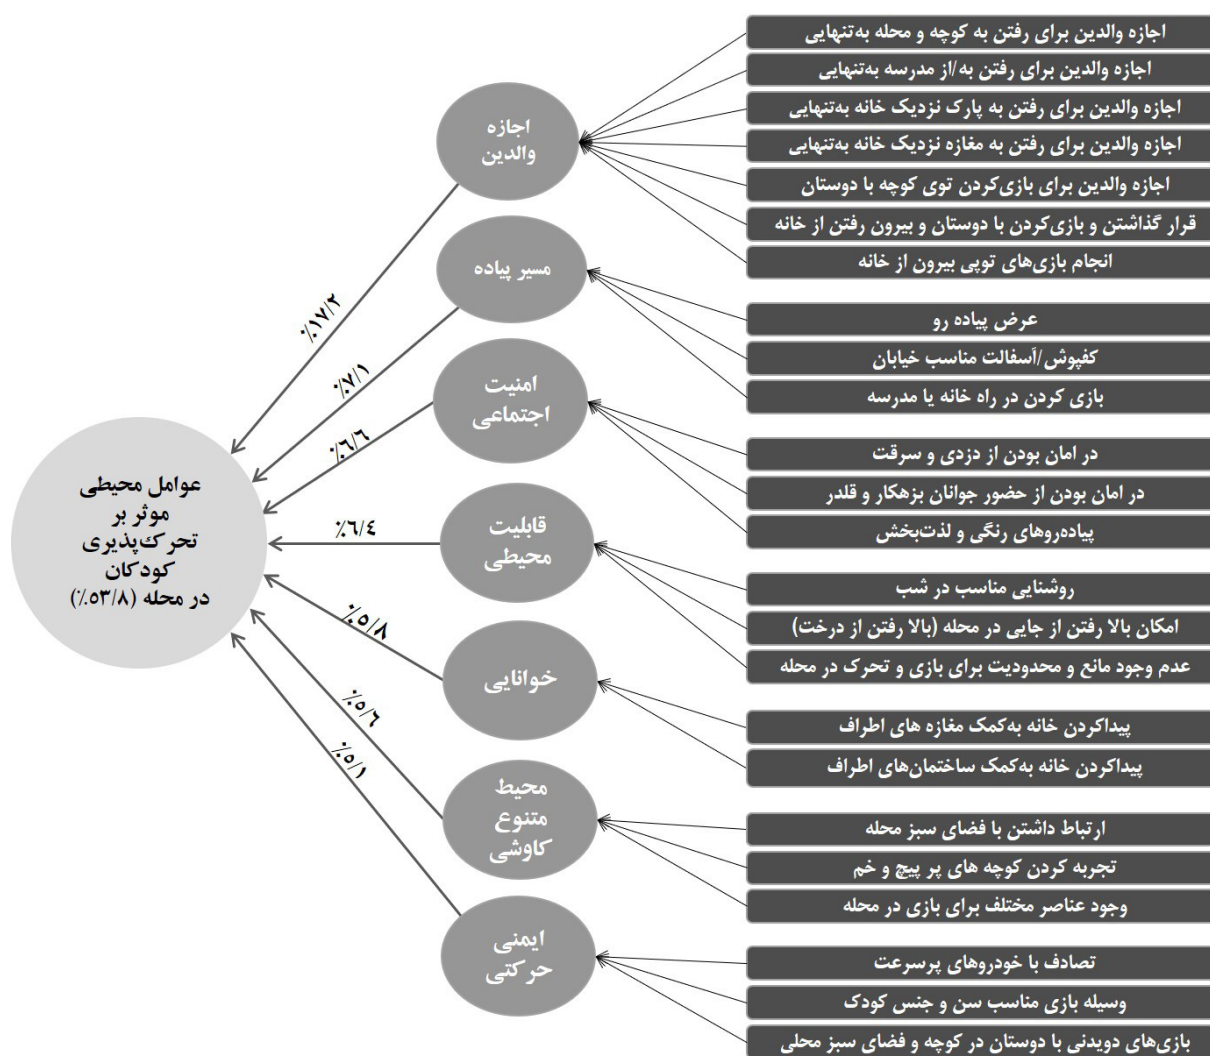 اجازه والدین برای رفتن به کوچه و محله به‌تنهایی
اجازه والدین برای رفتن به/از مدرسه به‌تنهایی
اجازه والدین برای رفتن به پارک نزدیک خانه به‌تنهایی
اجازه والدین برای رفتن به مغازه نزدیک خانه به‌تنهایی
اجازه والدین برای بازی‌کردن توی کوچه با دوستان
قرار گذاشتن و بازی‌کردن با دوستان و بیرون رفتن از خانه
انجام بازی‌های توپی بیرون از خانه
عرض پیاده رو
کفپوش/آسفالت مناسب خیابان
بازی کردن در راه خانه یا مدرسه
در امان بودن از دزدی و سرقت
در امان بودن از حضور جوانان بزهکار و قلدر
پیاده‌روهای رنگی و لذت‌بخش
روشنایی مناسب در شب
امکان بالا رفتن از جایی در محله (بالا رفتن از درخت)
عدم وجود مانع و محدودیت برای بازی و تحرک در محله
پیداکردن خانه به‌کمک مغازه های اطراف
پیداکردن خانه به‌کمک ساختمان‌های اطراف
ارتباط داشتن با فضای سبز محله
تجربه کردن کوچه های پر پیچ و خم
وجود عناصر مختلف برای بازی در محله
تصادف با خودروهای پرسرعت
وسیله بازی مناسب سن و جنس کودک
بازی‌های دویدنی با دوستان در کوچه و فضای سبز محلی
اجازه
والدین
مسیر پیاده
امنیت
اجتماعی
قابلیت
محیطی
خوانایی
محیط
متنوع
کاوشی
ایمنی
حرکتی
٪۱۷/۲
٪۷/۱
٪۶/۶
٪۶/٤
٪۵/۸
٪۵/۶
٪۵/۱
عوامل محیطی
موثر بر
تحرک‌پذیری
کودکان
در محله (۵۳/۸٪)